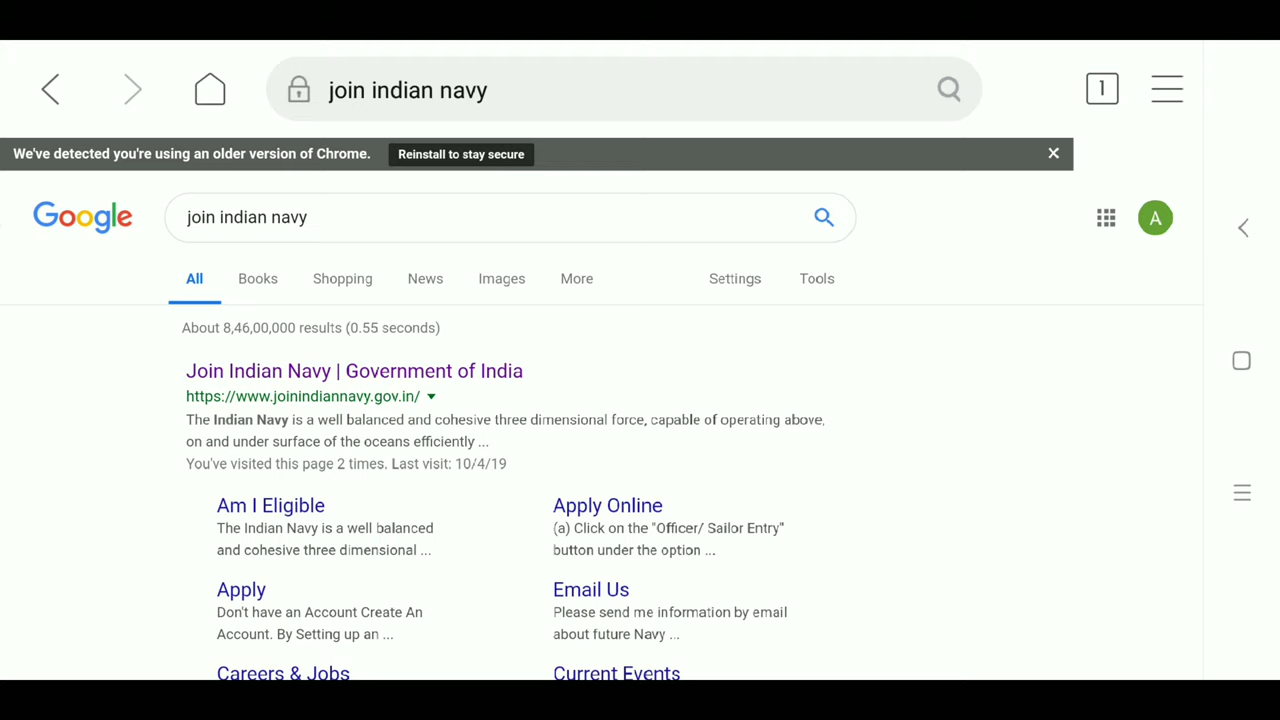 join indian navy
1
We've detected you're using an older version of Chrome. Reinstall to stay secure
Google
join indian navy
A
All Books Shopping News Images More Settings Tools
About 8,46,00,000 results (0.55 seconds)
Join Indian Navy | Government of India
https://www.joinindiannavy.gov.in/
The Indian Navy is a well balanced and cohesive three dimensional force, capable of operating above,
on and under surface of the oceans efficiently ...
You've visited this page 2 times. Last visit: 10/4/19
Am I Eligible
The Indian Navy is a well balanced
and cohesive three dimensional ...
Apply Online
(a) Click on the "Officer/ Sailor Entry"
button under the option ...
Apply
Don't have an Account Create An
Account. By Setting up an ...
Email Us
Please send me information by email
about future Navy ...
Careers & Jobs
Current Events